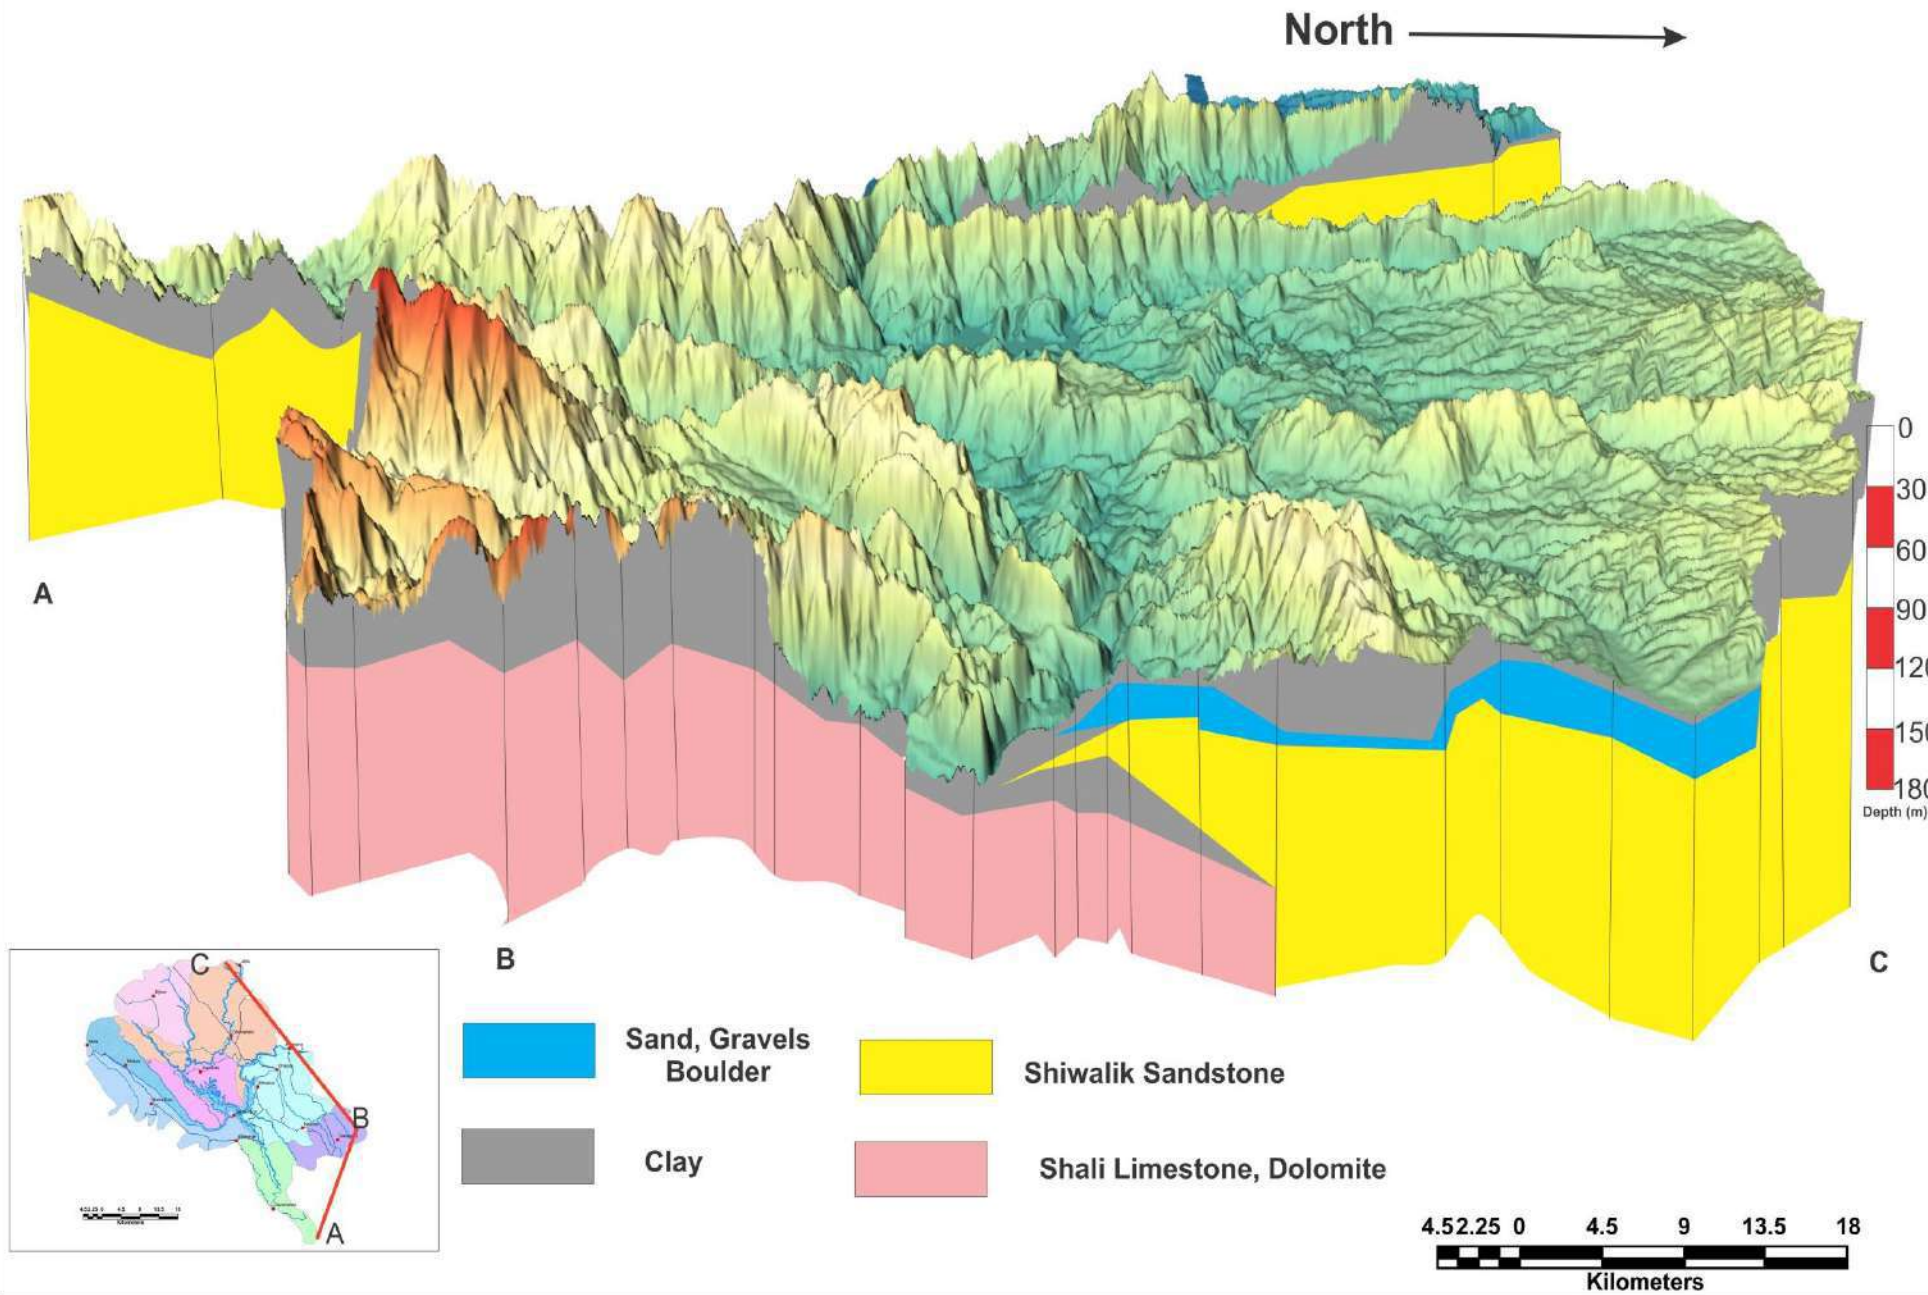 North
0
30
60
90
120
150
180
Depth (m)
A
B
C
C
B
A
Kilometers
Sand, Gravels
Boulder
Shiwalik Sandstone
Clay
Shali Limestone, Dolomite
4.52.25 0 4.5 9 13.5 18
Kilometers